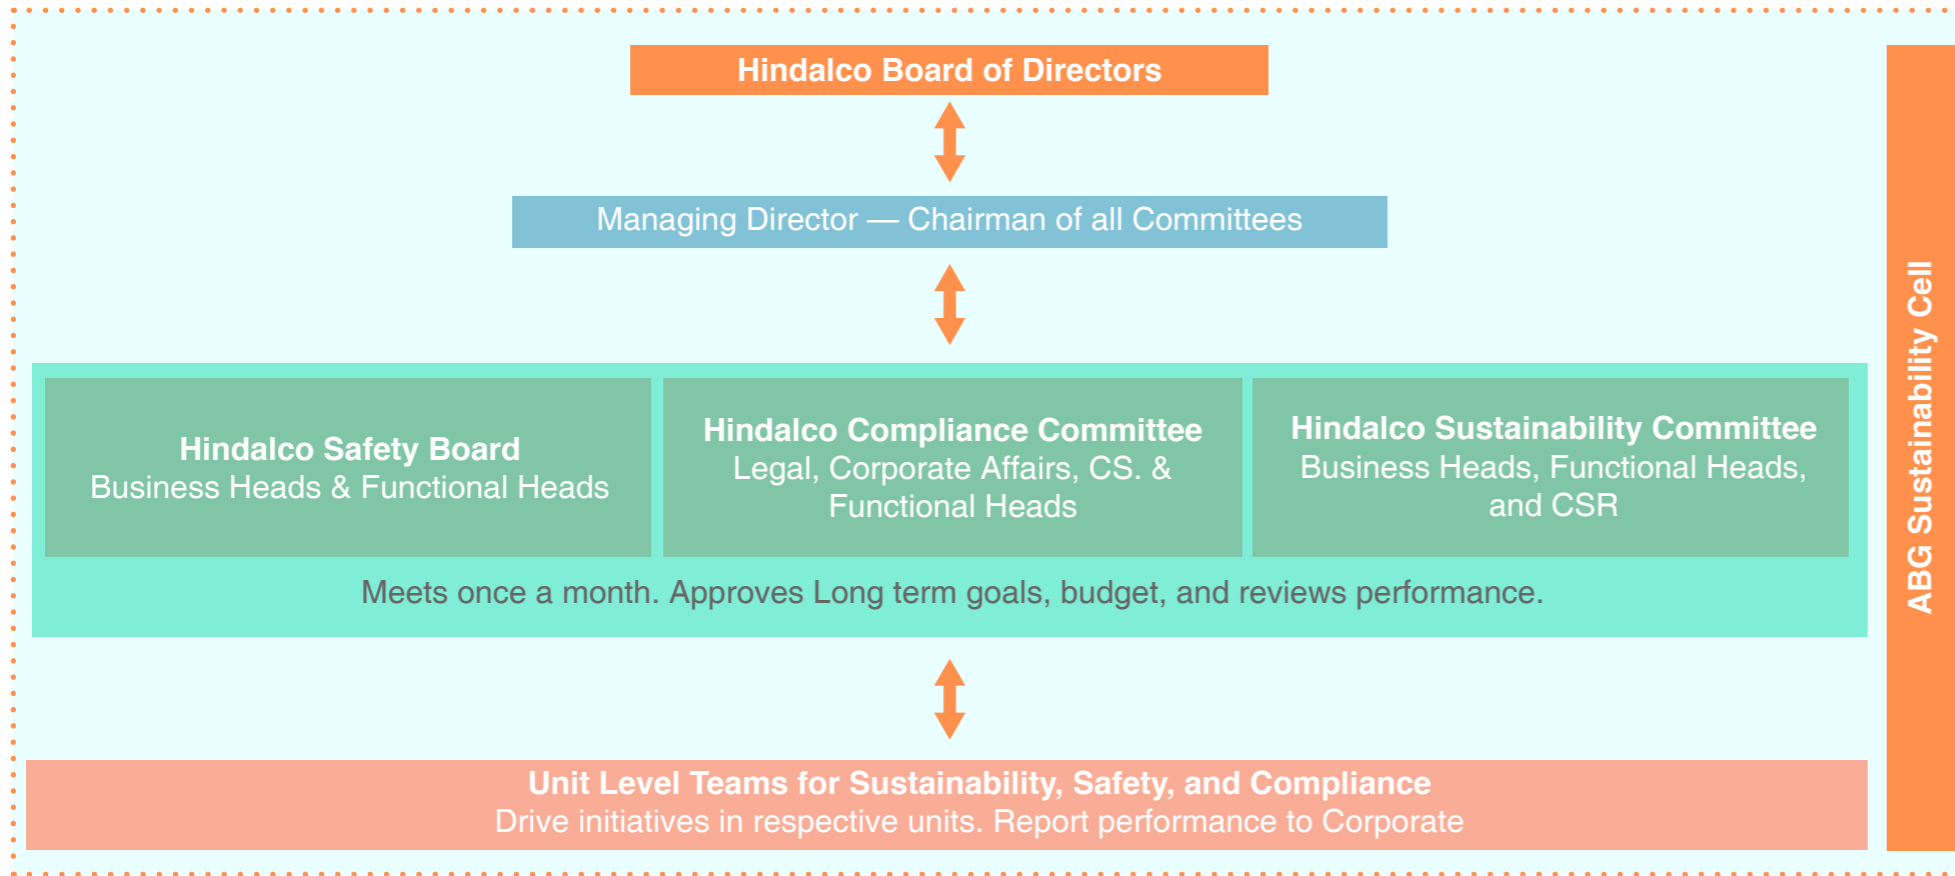 Hindalco Board of Directors
Managing Director — Chairman of all Committees
Hindalco Safety Board
Business Heads & Functional Heads
Hindalco Compliance Committee
Legal, Corporate Affairs, CS. &
Functional Heads
Hindalco Sustainability Committee
Business Heads, Functional Heads,
and CSR
Meets once a month. Approves Long term goals, budget, and reviews performance.
Unit Level Teams for Sustainability, Safety, and Compliance
Drive initiatives in respective units. Report performance to Corporate
ABG Sustainability Cell